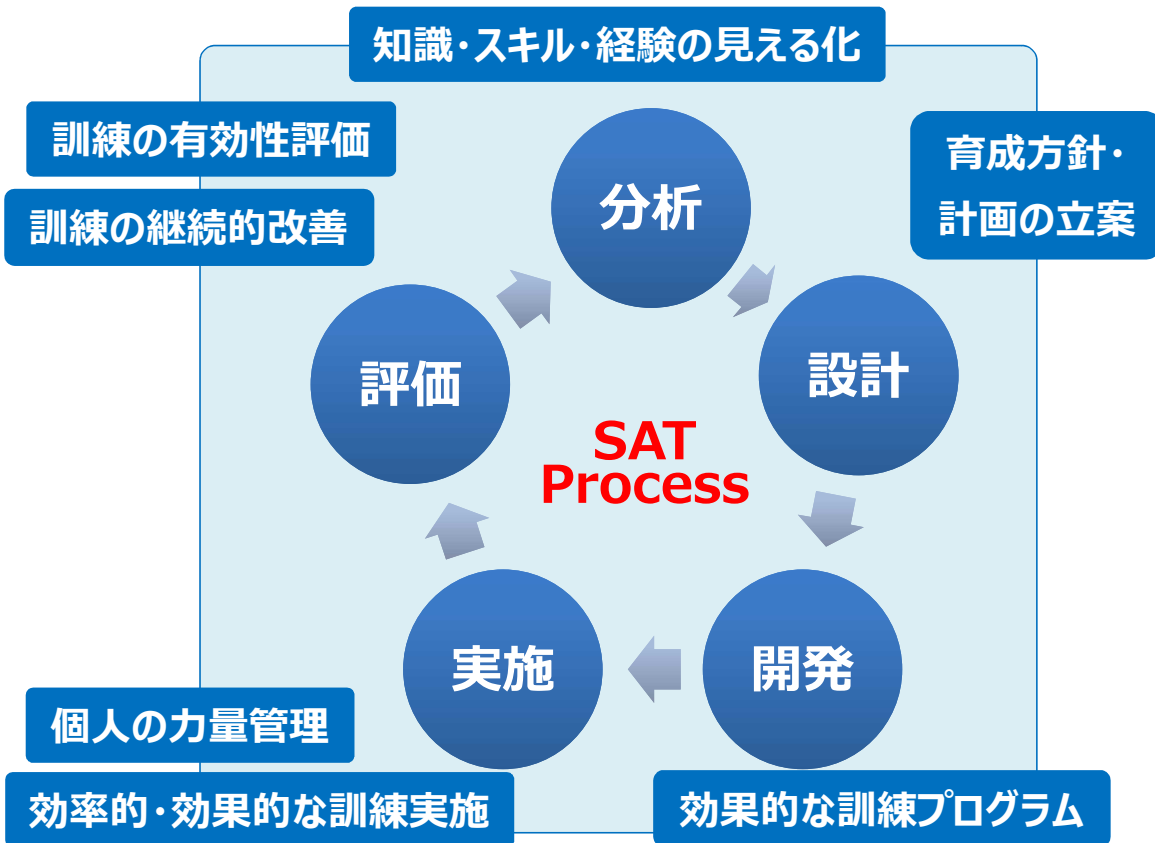 知識・スキル・経験の見える化
訓練の有効性評価
訓練の継続的改善
育成方針・
計画の立案
分析
評価
設計
SAT
Process
実施
開発
個人の力量管理
効率的・効果的な訓練実施
効果的な訓練プログラム